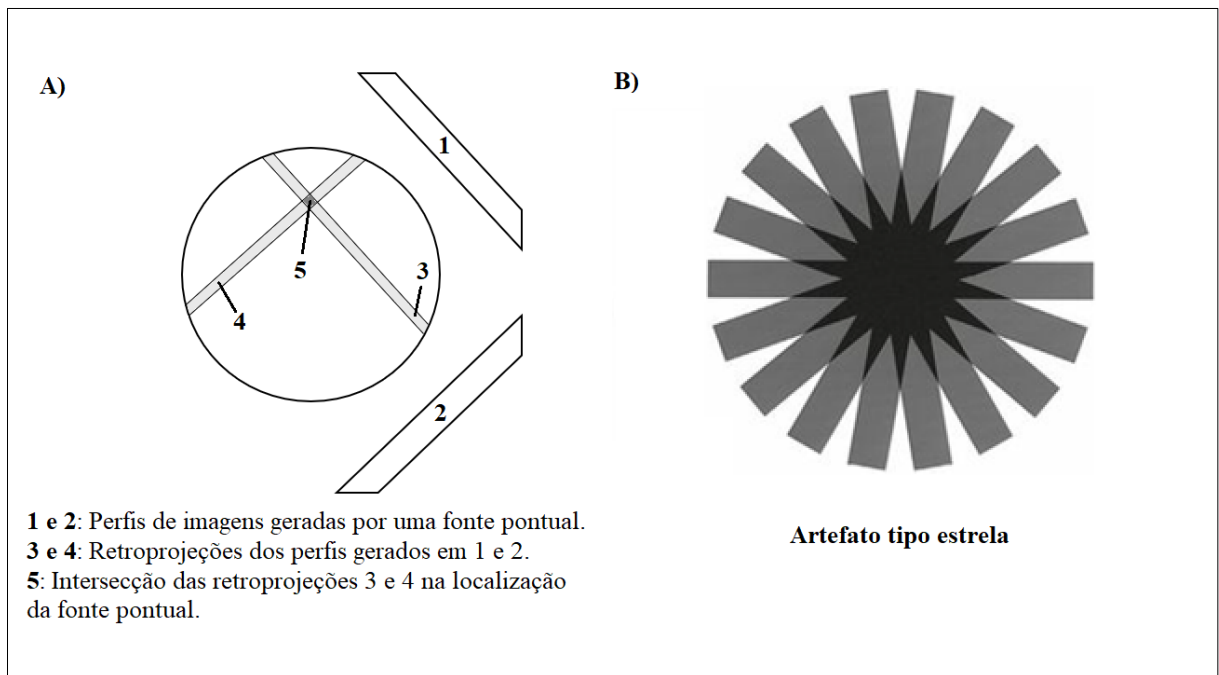 A)
1
5
3
4
2
1 e 2: Perfis de imagens geradas por uma fonte pontual.
3 e 4: Retroprojeções dos perfis gerados em 1 e 2.
5: Intersecção das retroprojeções 3 e 4 na localização
da fonte pontual.
B)
Artefato tipo estrela